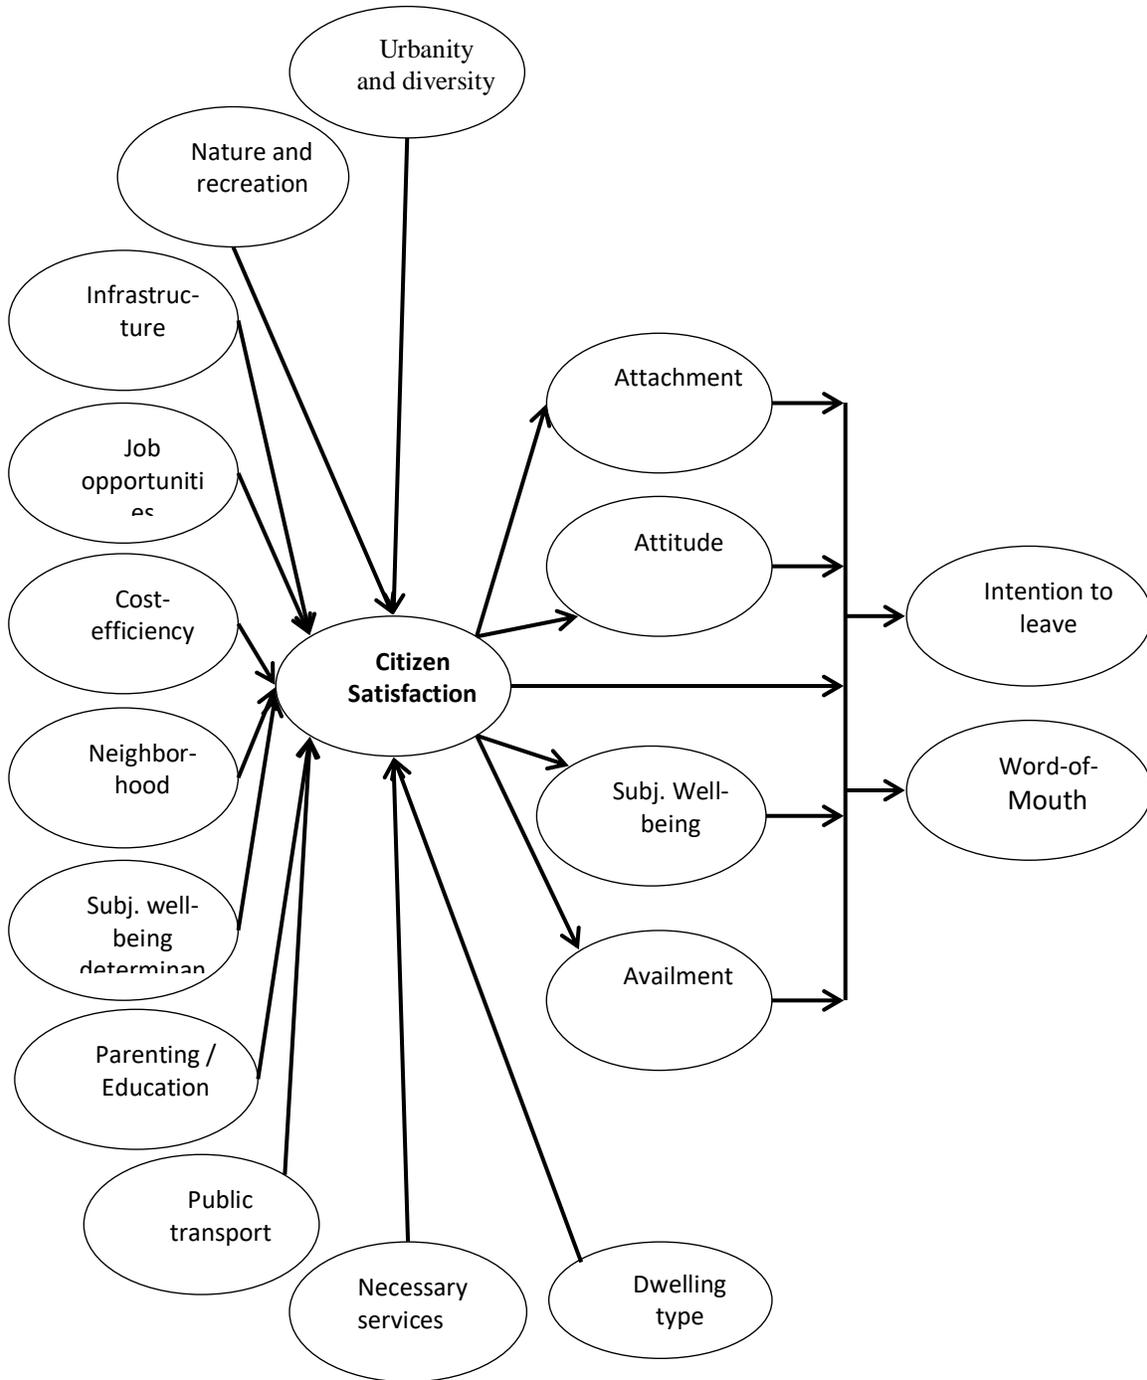 Urbanity
and diversity
Nature and
recreation
Infrastruc-
ture
Job
opportuniti
es
Cost-
efficiency
Neighbor-
hood
Subj. well-
being
determinan
Parenting /
Education
Public
transport
Necessary
services
Dwelling
type
Citizen
Satisfaction
Attachment
Attitude
Subj. Well-
being
Availment
Intention to
leave
Word-of-
Mouth